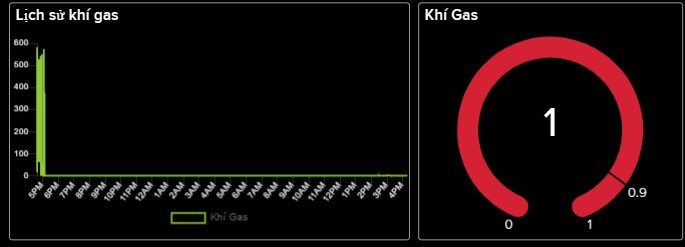 Lịch sử khí gas
600
500
400
300
200
100
0
5PM 6PM 7PM 8PM 9PM 10PM 11PM 12AM 1AM 2AM 3AM 4AM 5AM 6AM 7AM 8AM 9AM 10AM 11AM 12PM 1PM 2PM 3PM 4PM
Khí Gas
Khí Gas
1
0.9
0 1